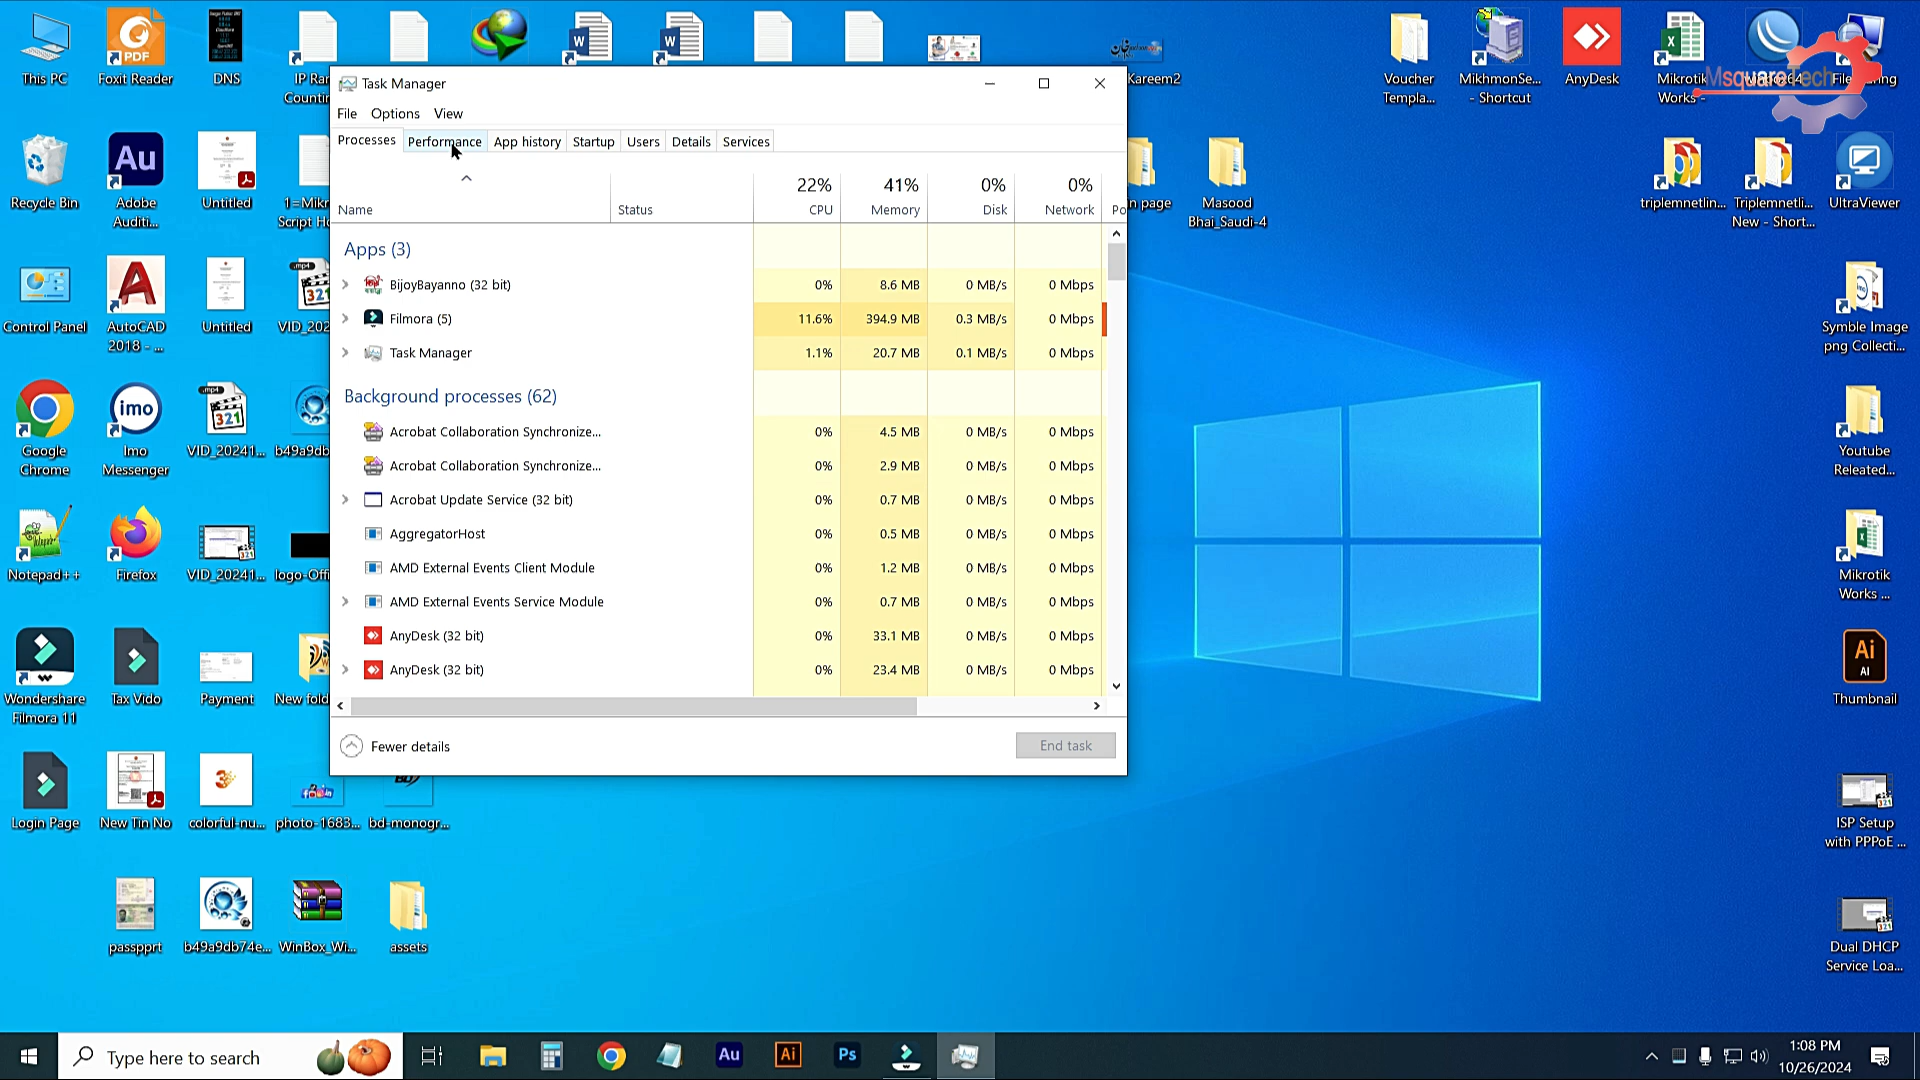 This PC
Foxit Reader
DNS
IP Ran
Countin
Kareem2
Voucher
Templa...
MikhmonSe...
- Shortcut
AnyDesk
Mikrotik
Works -
MsquareTech
Recycle Bin
Adobe
Auditi...
Untitled
1=Mikr
Script Ho
n page
Masood
Bhai_Saudi-4
triplemnetlin...
Triplemnetli...
New - Short...
UltraViewer
Control Panel
AutoCAD
2018 - ...
Untitled
VID_202
Symble Image
png Collecti...
Google
Chrome
imo
Imo
Messenger
VID_20241...
b49a9db
Youtube
Releated...
Notepad++
Firefox
VID_20241...
logo-Offi
Mikrotik
Works ...
Wondershare
Filmora 11
Tax Vido
Payment
New fold
Ai
AI
Thumbnail
Login Page
New Tin No
colorful-nu...
photo-1683...
bd-monogr...
ISP Setup
with PPPoE ...
passpprt
b49a9db74e...
WinBox_Wi...
assets
Dual DHCP
Service Loa...
Task Manager
File Options View
Processes Performance App history Startup Users Details Services
22% 41% 0% 0%
Name Status CPU Memory Disk Network Po
Apps (3)
BijoyBayanno (32 bit) 0% 8.6 MB 0 MB/s 0 Mbps
Filmora (5) 11.6% 394.9 MB 0.3 MB/s 0 Mbps
Task Manager 1.1% 20.7 MB 0.1 MB/s 0 Mbps
Background processes (62)
Acrobat Collaboration Synchronize... 0% 4.5 MB 0 MB/s 0 Mbps
Acrobat Collaboration Synchronize... 0% 2.9 MB 0 MB/s 0 Mbps
Acrobat Update Service (32 bit) 0% 0.7 MB 0 MB/s 0 Mbps
AggregatorHost 0% 0.5 MB 0 MB/s 0 Mbps
AMD External Events Client Module 0% 1.2 MB 0 MB/s 0 Mbps
AMD External Events Service Module 0% 0.7 MB 0 MB/s 0 Mbps
AnyDesk (32 bit) 0% 33.1 MB 0 MB/s 0 Mbps
AnyDesk (32 bit) 0% 23.4 MB 0 MB/s 0 Mbps
Fewer details
End task
Type here to search
Au
Ai
Ps
1:08 PM
10/26/2024